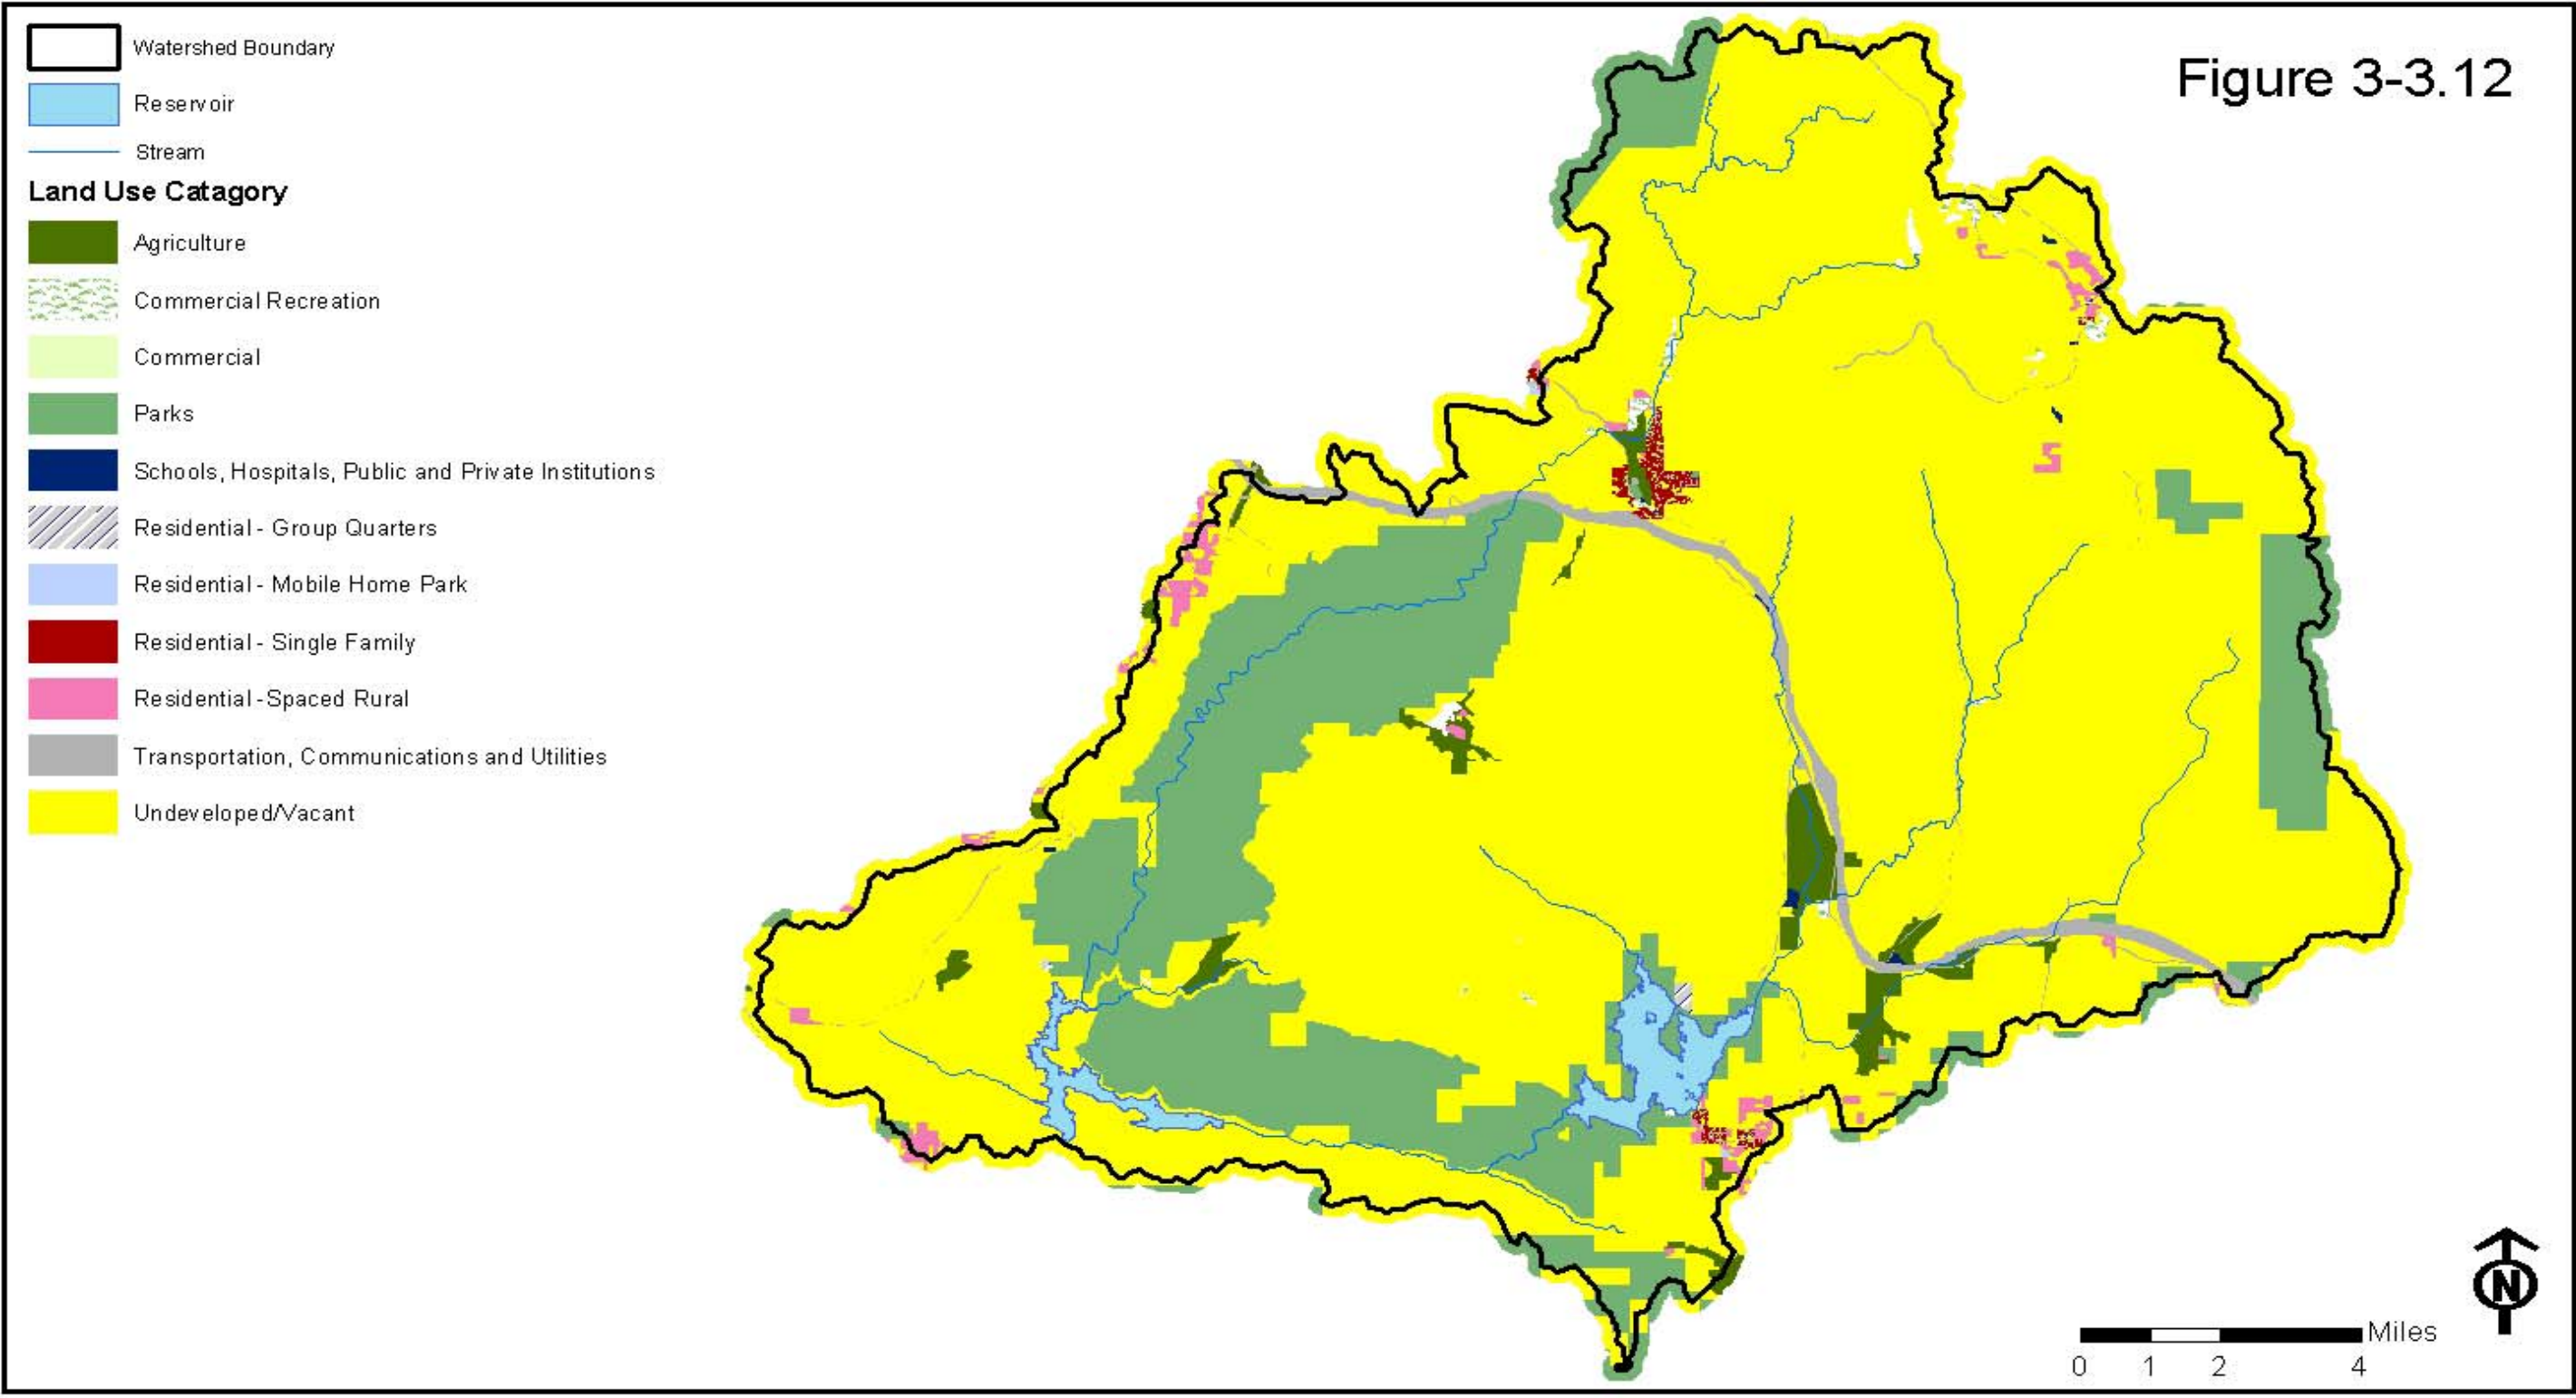 Figure 3-3.12
Watershed Boundary
Reservoir
Stream
Land Use Catagory
Agriculture
Commercial Recreation
Commercial
Parks
Schools, Hospitals, Public and Private Institutions
Residential - Group Quarters
Residential - Mobile Home Park
Residential - Single Family
Residential -Spaced Rural
Transportation, Communications and Utilities
Undeveloped/Vacant
N
Miles
0 1 2 4